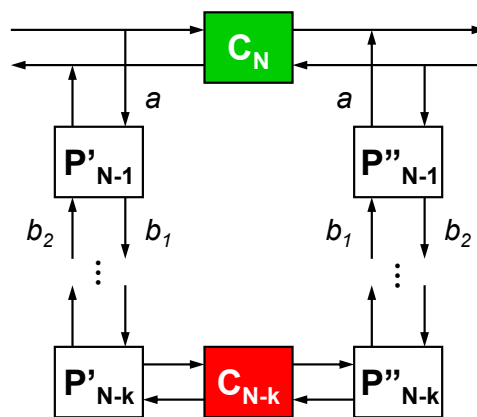 C_N
a a
P’_N-1 P”_N-1
b_2 b_1 b_1 b_2
⋮ ⋮
P’_N-k C_N-k P”_N-k